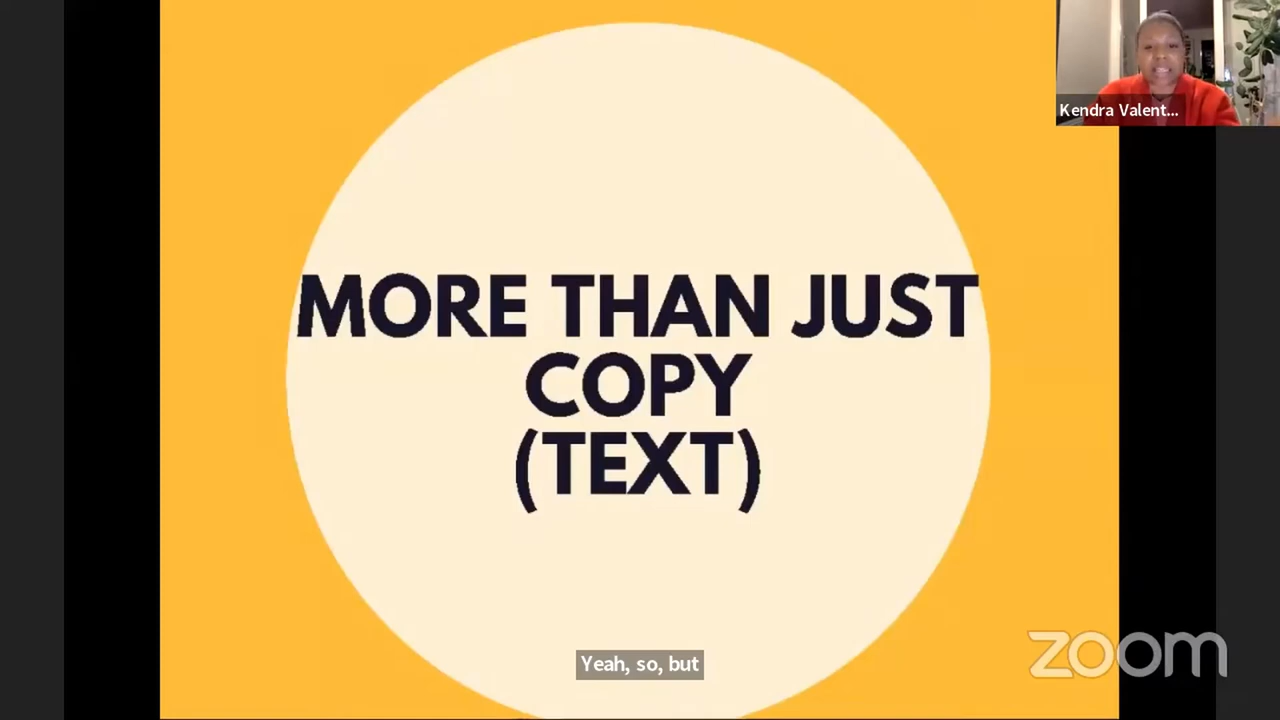 Kendra Valent...
MORE THAN JUST
COPY
(TEXT)
Yeah, so, but
zoom